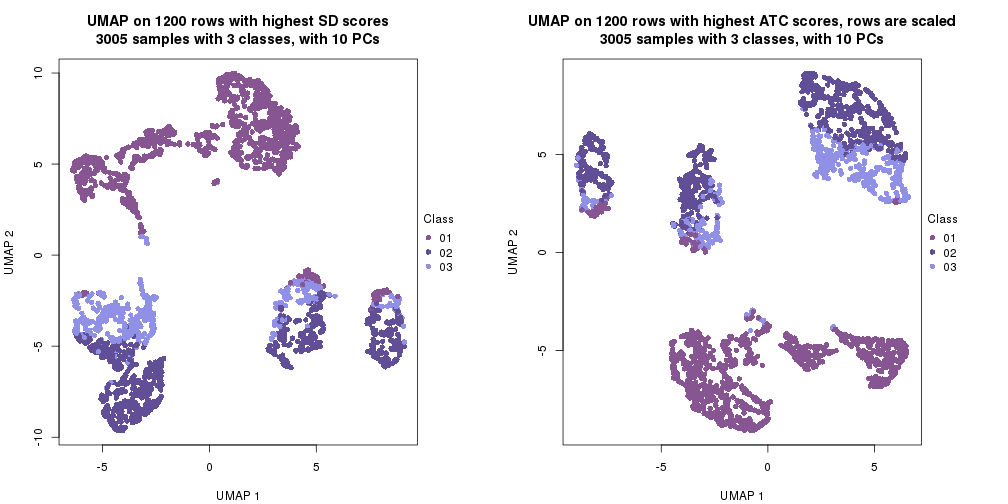 UMAP on 1200 rows with highest SD scores
3005 samples with 3 classes, with 10 PCs
10
5
0
-5
-10
UMAP 2
-5
0
5
UMAP 1
Class
01
02
03
UMAP on 1200 rows with highest ATC scores, rows are scaled
3005 samples with 3 classes, with 10 PCs
5
0
-5
UMAP 2
-5
0
5
UMAP 1
Class
01
02
03